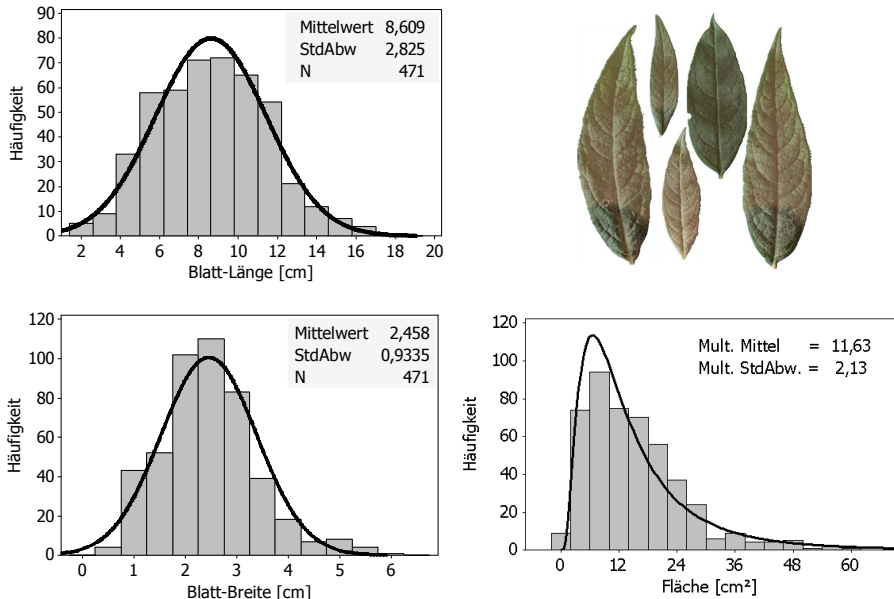 90
80
70
60
50
40
30
20
10
0
Häufigkeit
Mittelwert 8,609
StdAbw 2,825
N 471
2 4 6 8 10 12 14 16 18 20
Blatt-Länge [cm]
120
100
80
60
40
20
0
Häufigkeit
Mittelwert 2,458
StdAbw 0,9335
N 471
0 1 2 3 4 5 6
Blatt-Breite [cm]
120
100
80
60
40
20
0
Häufigkeit
Mult. Mittel = 11,63
Mult. StdAbw. = 2,13
0 12 24 36 48 60
Fläche [cm²]